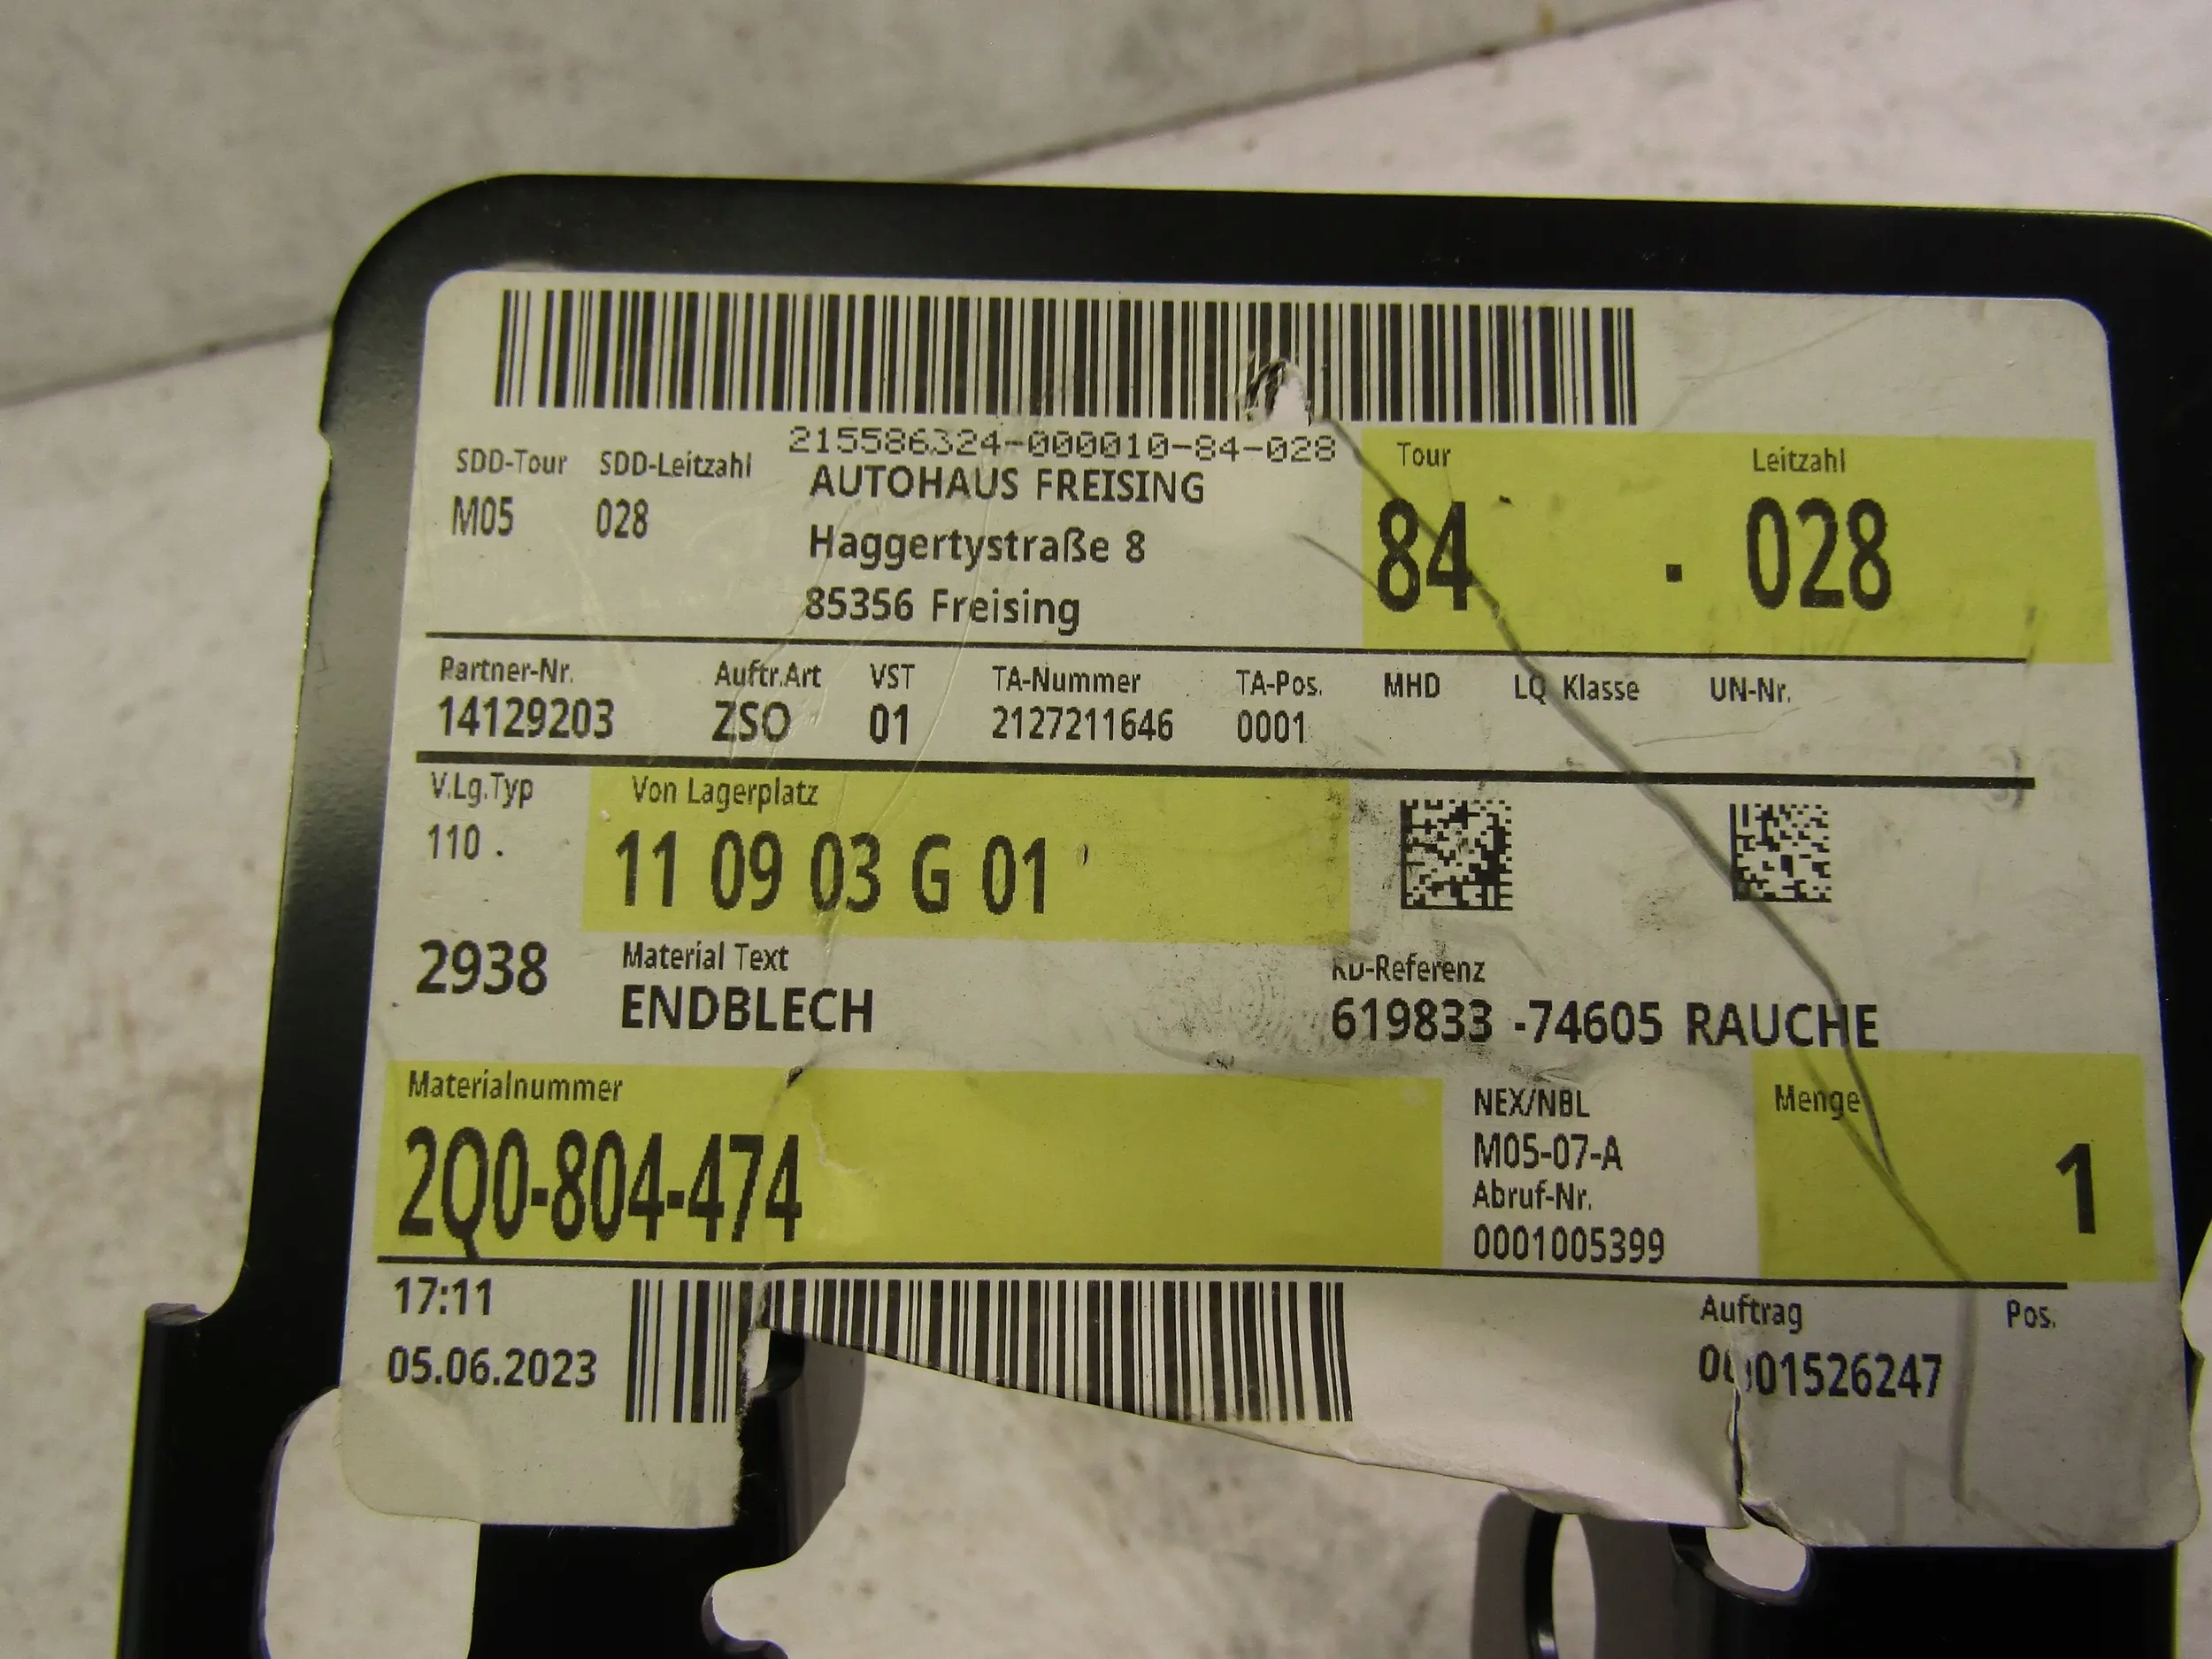 215586324-000010-84-028
SDD-Tour SDD-Leitzahl
M05 028
AUTOHAUS FREISING
Haggertystraße 8
85356 Freising
Tour Leitzahl
84 . 028
Partner-Nr. Auftr.Art VST TA-Nummer TA-Pos. MHD LQ Klasse UN-Nr.
14129203 ZSO 01 2127211646 0001
V.Lg.Typ Von Lagerplatz
110 . 11 09 03 G 01
2938
Material Text
ENDBLECH
KD-Referenz
619833 -74605 RAUCHE
Materialnummer
2Q0-804-474
NEX/NBL
M05-07-A
Abruf-Nr.
0001005399
Menge
1
17:11
05.06.2023
Auftrag Pos.
01526247